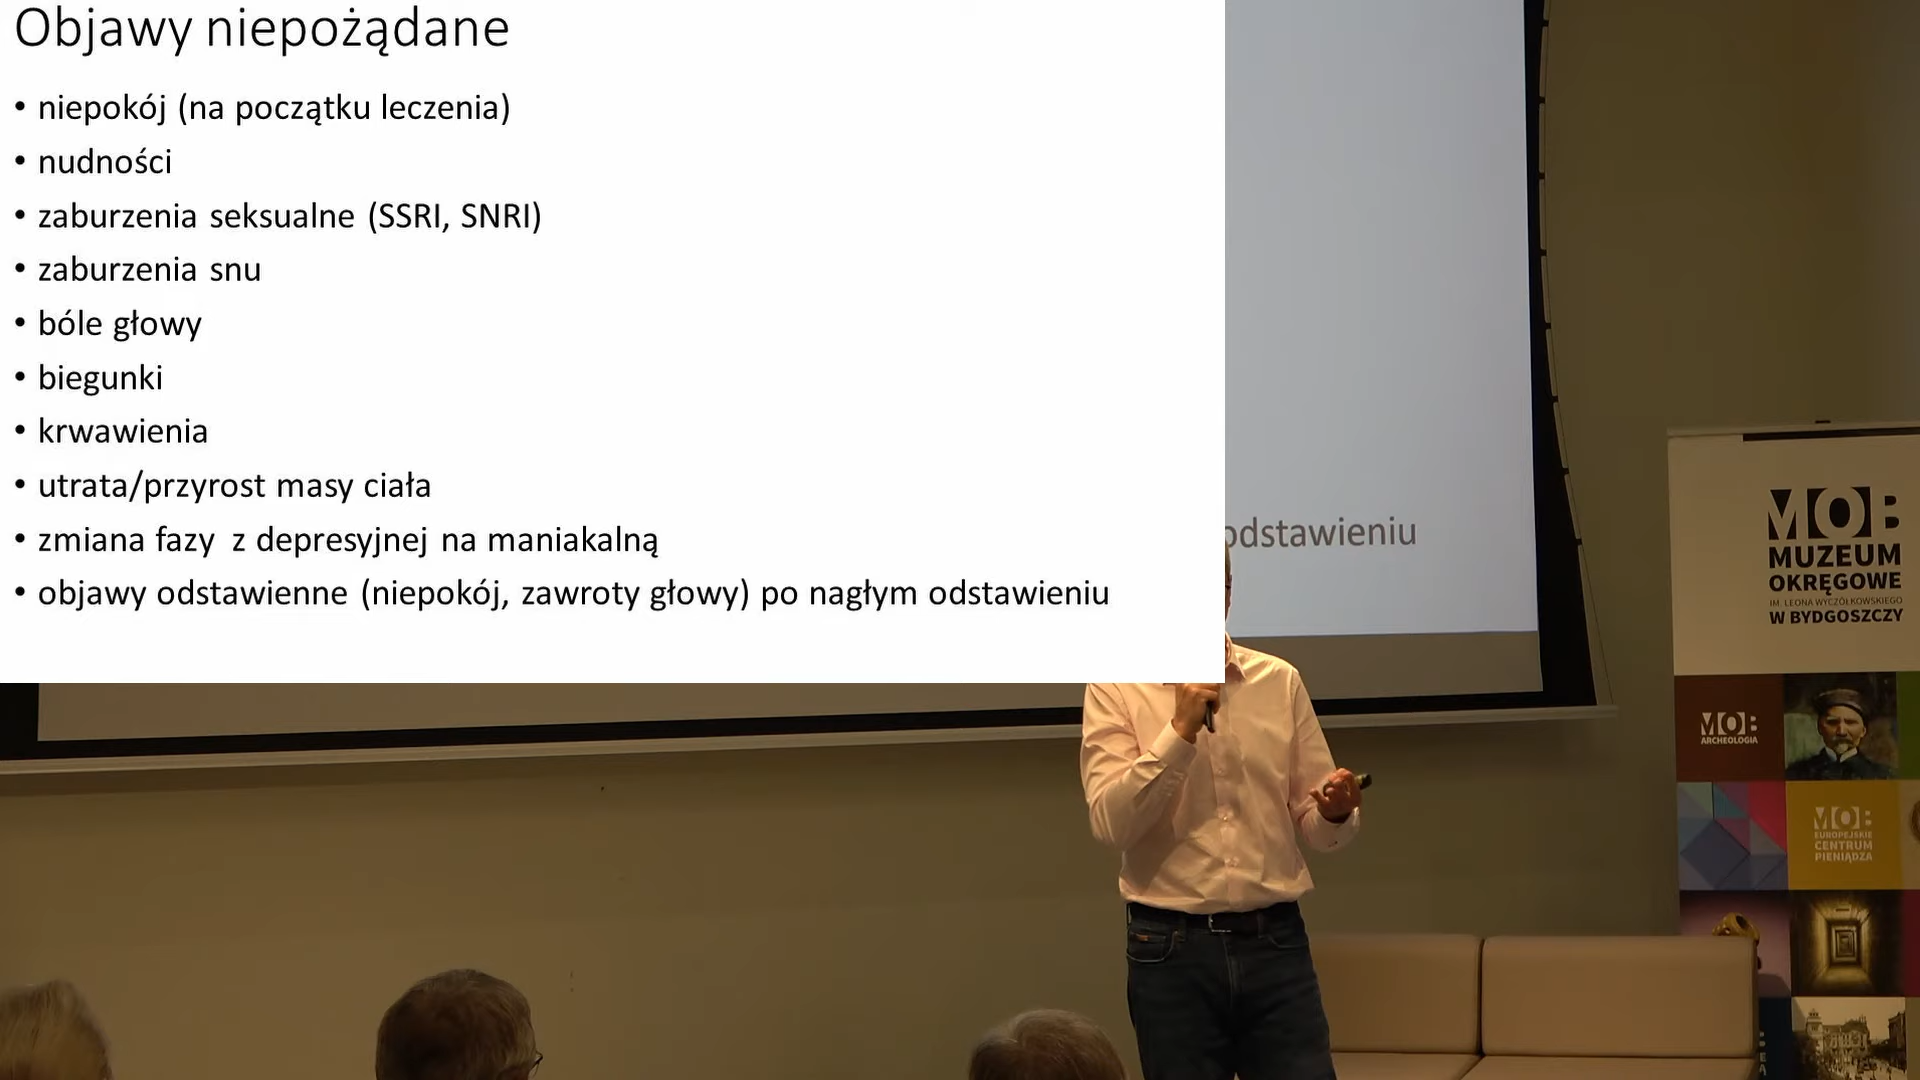 Objawy niepożądane
• niepokój (na początku leczenia)
• nudności
• zaburzenia seksualne (SSRI, SNRI)
• zaburzenia snu
• bóle głowy
• biegunki
• krwawienia
• utrata/przyrost masy ciała
• zmiana fazy z depresyjnej na maniakalną
• objawy odstawienne (niepokój, zawroty głowy) po nagłym odstawieniu
odstawieniu
MOB
MUZEUM
OKRĘGOWE
IM. LEONA WYCZÓŁKOWSKIEGO
W BYDGOSZCZY
MOB
ARCHEOLOGIA
MOB
EUROPEJSKIE
CENTRUM
PIENIĄDZA